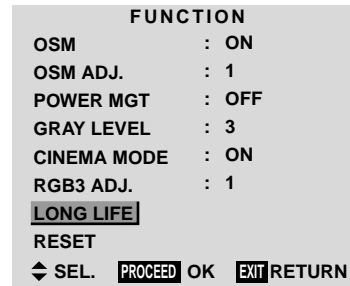 FUNCTION
OSM : ON
OSM ADJ. : 1
POWER MGT : OFF
GRAY LEVEL : 3
CINEMA MODE : ON
RGB3 ADJ. : 1
LONG LIFE
RESET
SEL. PROCEED OK EXIT RETURN